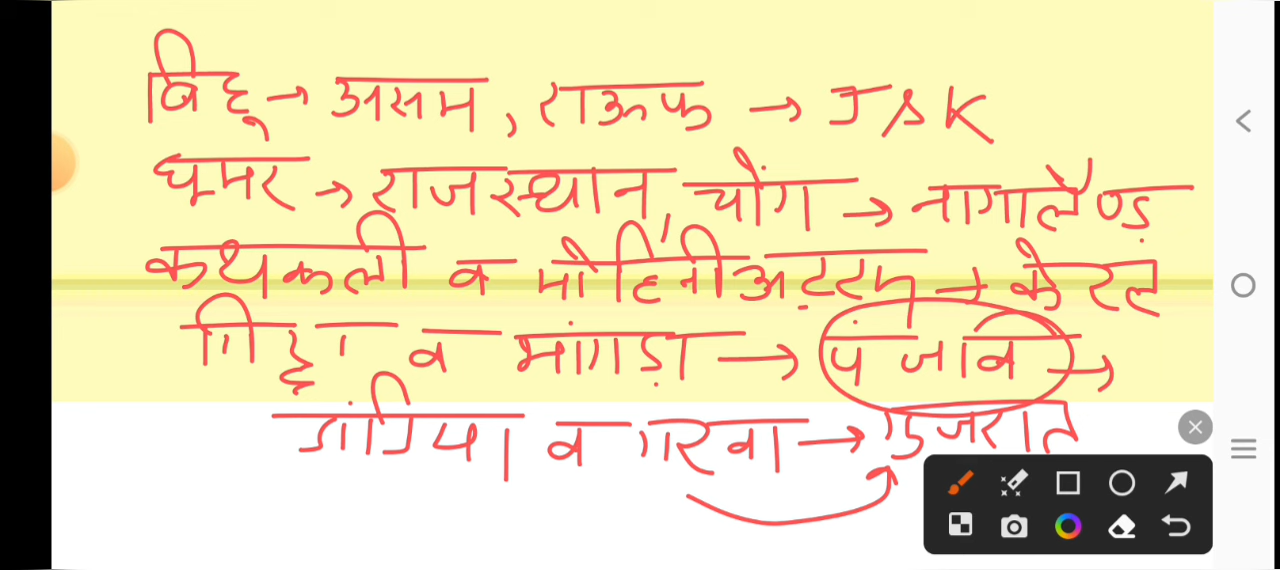 बिहू → असम, राऊफ → J&K
घूमर → राजस्थान, चोंग → नागालैण्ड
कथकली व मोहिनीअट्टम → केरल
गिद्दा व भांगड़ा → पंजाब →
डांडिया व गरबा → गुजरात